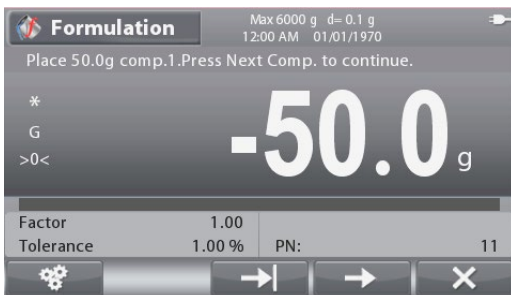 Formulation
Max 6000 g d= 0.1 g
12:00 AM 01/01/1970
Place 50.0g comp.1.Press Next Comp. to continue.
*
G
>0<
-50.0 g
Factor 1.00
Tolerance 1.00 % PN: 11